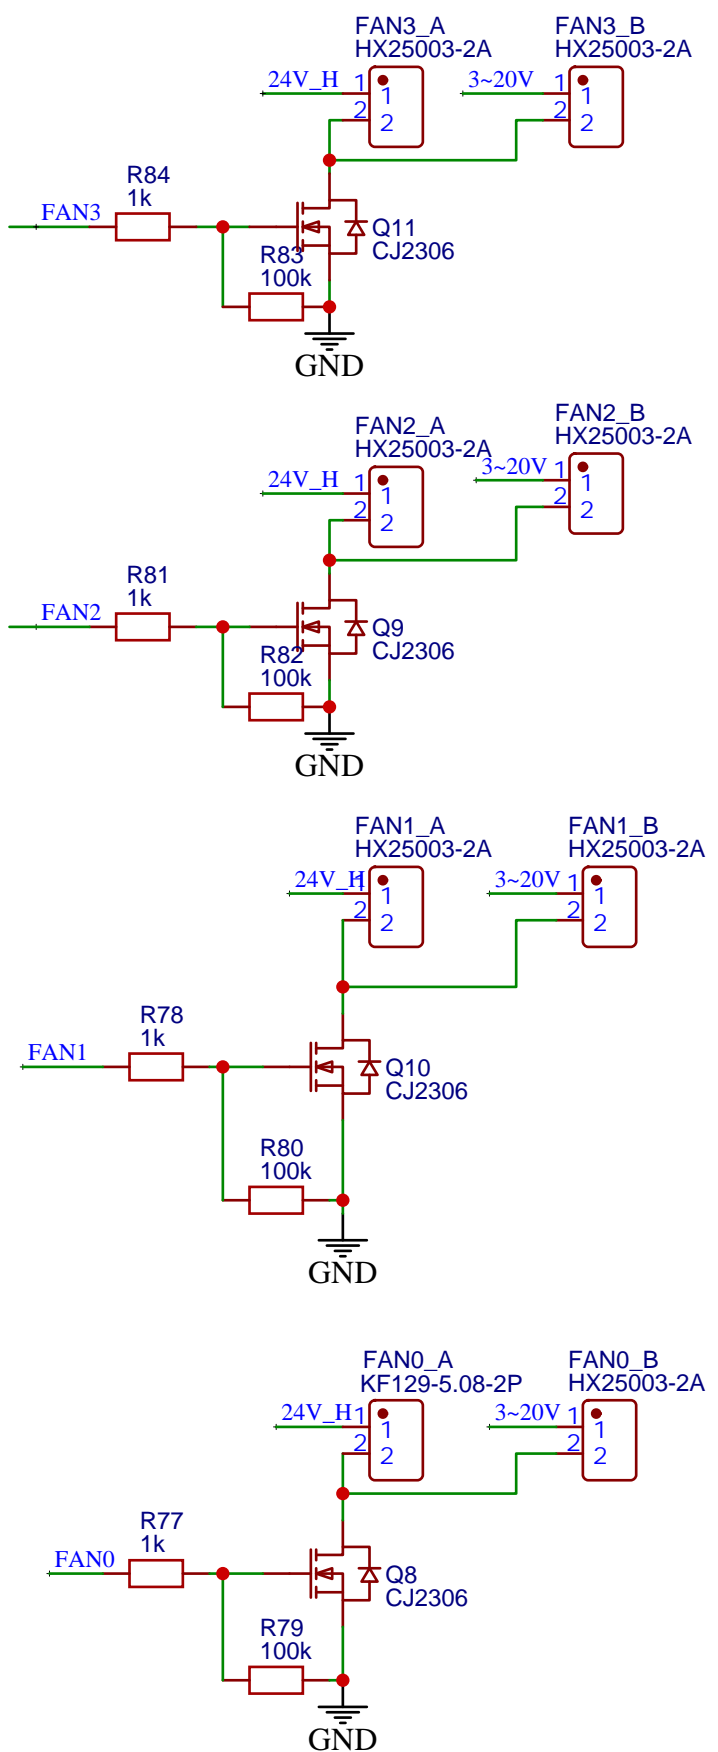 FAN3_A
HX25003-2A
FAN3_B
HX25003-2A
24V_H
1
2
1
2
3~20V
1
2
1
2
R84
1k
FAN3
Q11
CJ2306
R83
100k
GND
FAN2_A
HX25003-2A
FAN2_B
HX25003-2A
24V_H
1
2
1
2
3~20V
1
2
1
2
R81
1k
FAN2
Q9
CJ2306
R82
100k
GND
FAN1_A
HX25003-2A
FAN1_B
HX25003-2A
24V_H
1
2
1
2
3~20V
1
2
1
2
R78
1k
FAN1
Q10
CJ2306
R80
100k
GND
FAN0_A
KF129-5.08-2P
FAN0_B
HX25003-2A
24V_H
1
2
1
2
3~20V
1
2
1
2
R77
1k
FAN0
Q8
CJ2306
R79
100k
GND